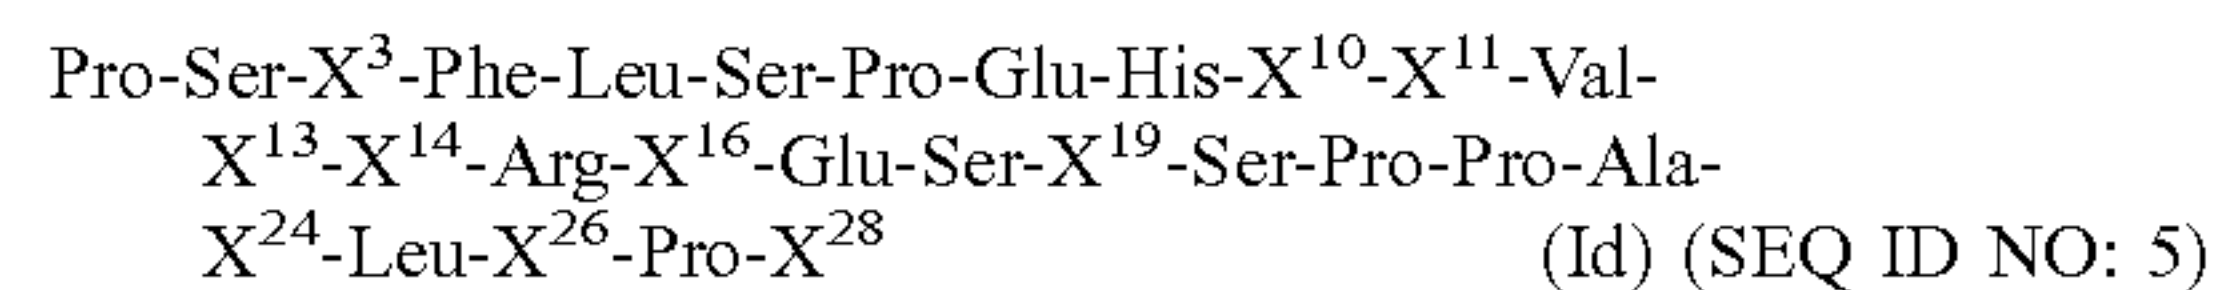 Pro-Ser-X³-Phe-Leu-Ser-Pro-Glu-His-X¹⁰-X¹¹-Val-
X¹³-X¹⁴-Arg-X¹⁶-Glu-Ser-X¹⁹-Ser-Pro-Pro-Ala-
X²⁴-Leu-X²⁶-Pro-X²⁸ (Id) (SEQ ID NO: 5)